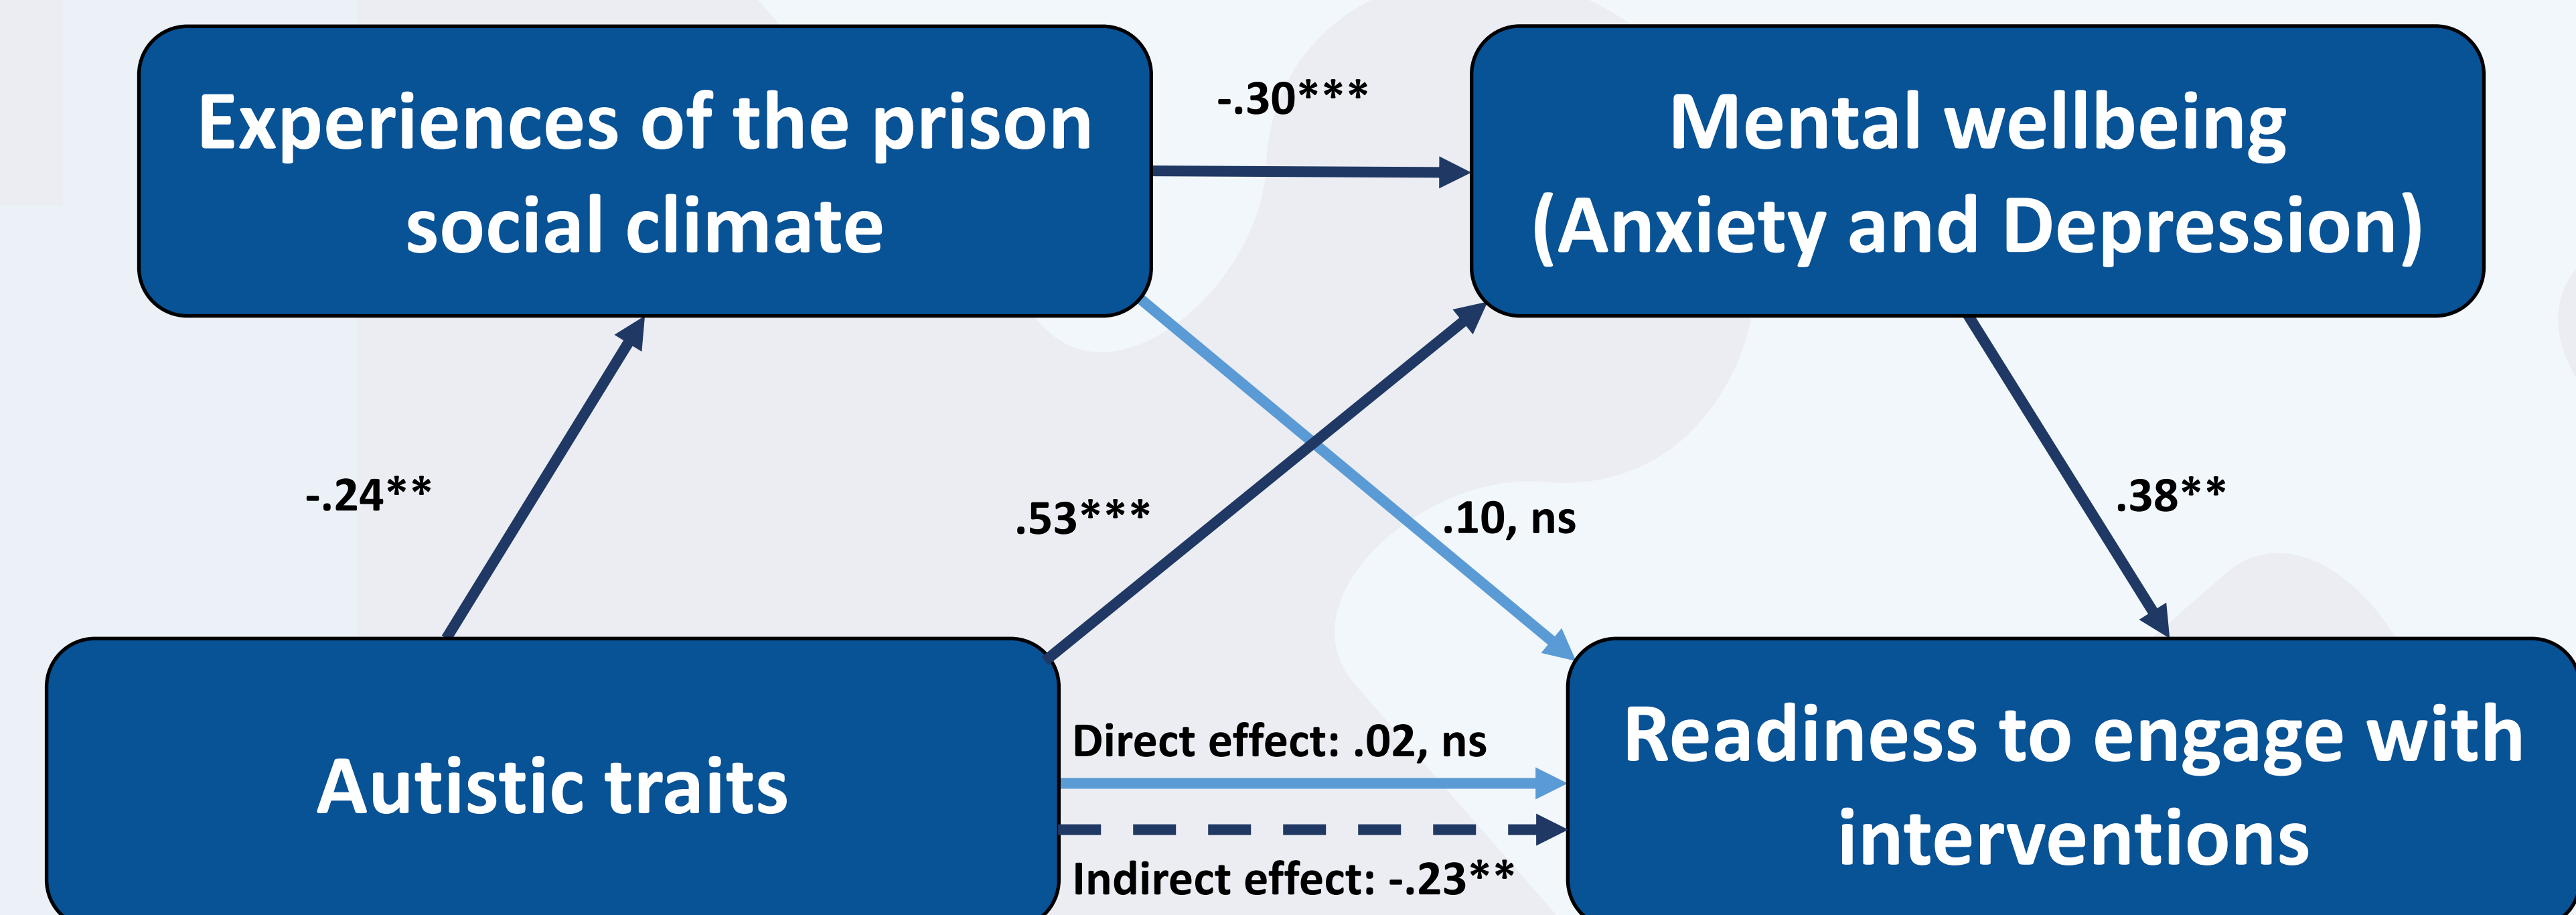 Experiences of the prison
social climate
-.30***
Mental wellbeing
(Anxiety and Depression)
-.24**
.53***
.10, ns
.38**
Autistic traits
Direct effect: .02, ns
Indirect effect: -.23**
Readiness to engage with
interventions